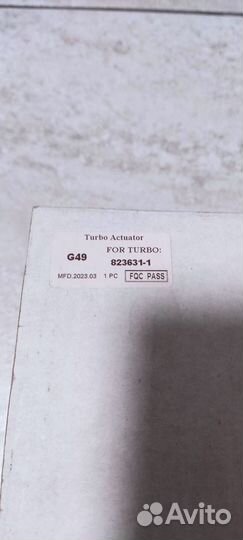 Turbo Actuator
G49 FOR TURBO:
823631-1
MFD.2023.03 1 PC FQC PASS
Avito